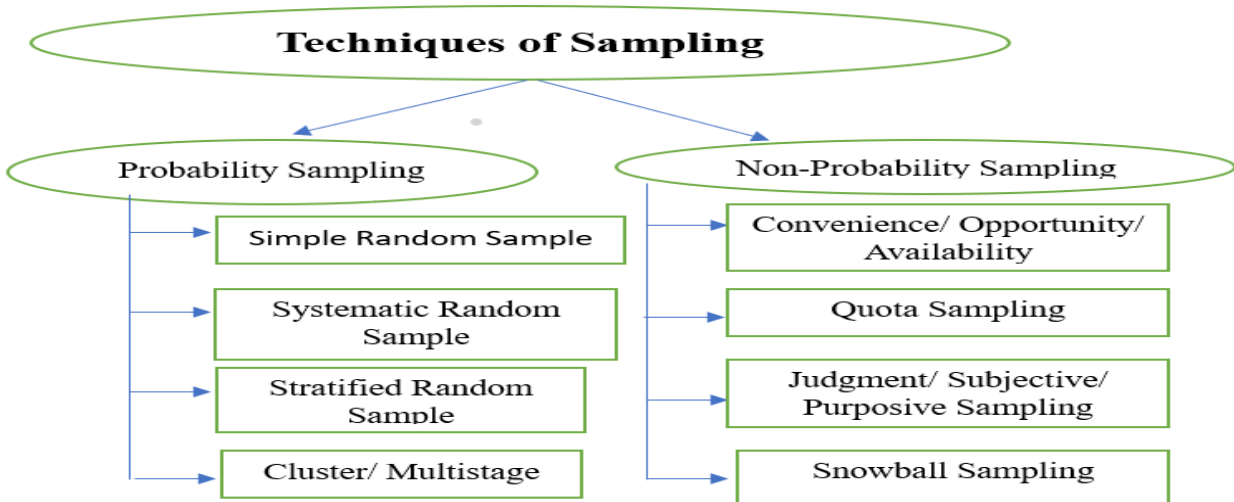 Techniques of Sampling
Probability Sampling
Simple Random Sample
Systematic Random
Sample
Stratified Random
Sample
Cluster/ Multistage
Non-Probability Sampling
Convenience/ Opportunity/
Availability
Quota Sampling
Judgment/ Subjective/
Purposive Sampling
Snowball Sampling